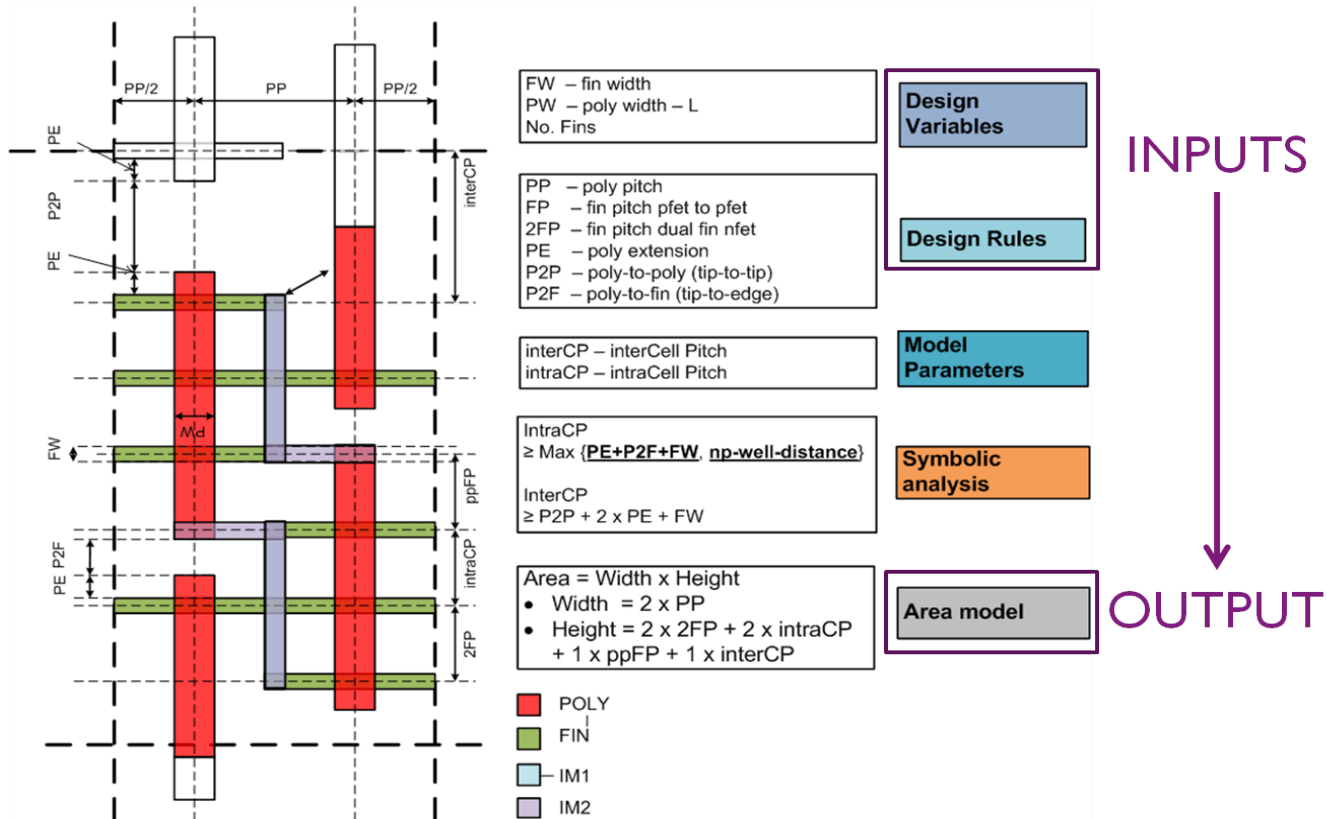 PP/2
PP
PP/2
PE
P2P
PE
interCP
PW
FW
ppFP
P2F
intraCP
PE
2FP
FW – fin width
PW – poly width – L
No. Fins
PP – poly pitch
FP – fin pitch pfet to pfet
2FP – fin pitch dual fin nfet
PE – poly extension
P2P – poly-to-poly (tip-to-tip)
P2F – poly-to-fin (tip-to-edge)
interCP – interCell Pitch
intraCP – intraCell Pitch
IntraCP
≥ Max {PE+P2F+FW, np-well-distance}
InterCP
≥ P2P + 2 x PE + FW
Area = Width x Height
• Width = 2 x PP
• Height = 2 x 2FP + 2 x intraCP
+ 1 x ppFP + 1 x interCP
POLY
FIN
IM1
IM2
Design
Variables
Design Rules
Model
Parameters
Symbolic
analysis
Area model
INPUTS
OUTPUT